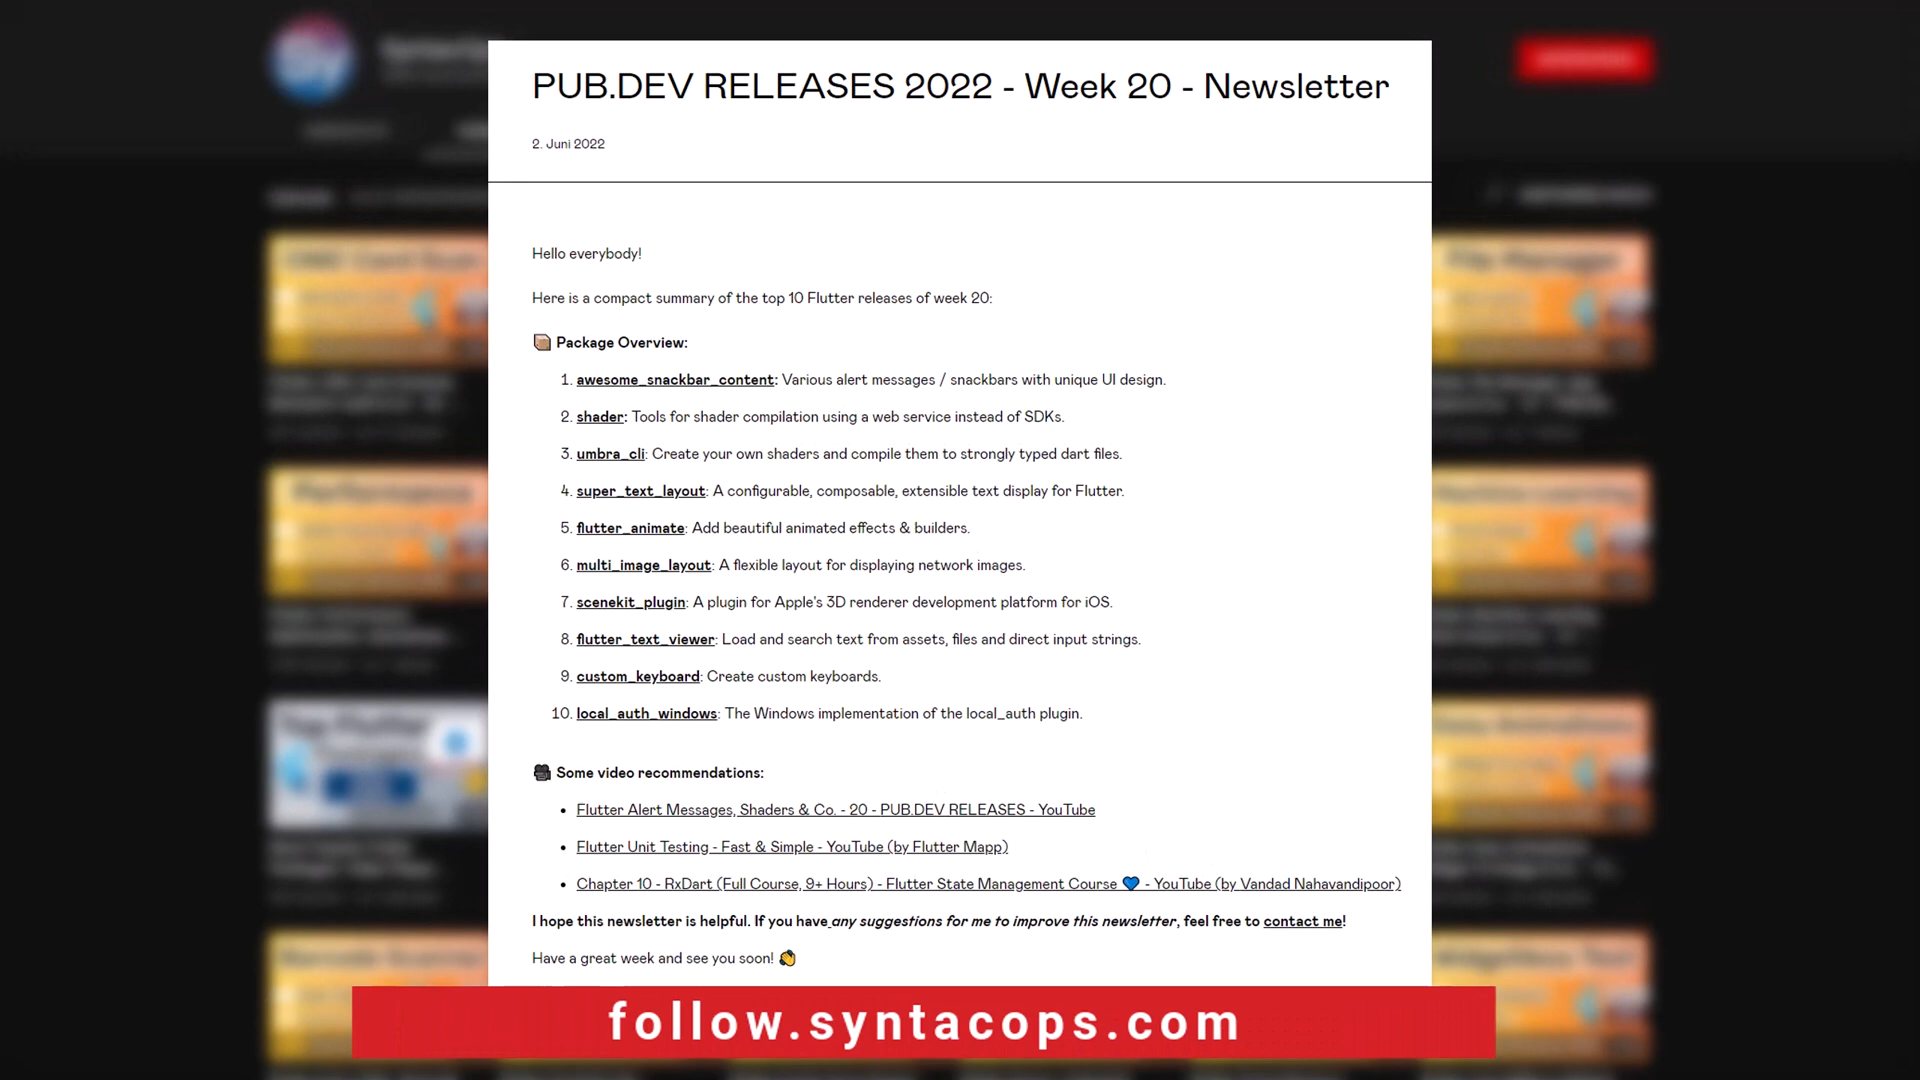 PUB.DEV RELEASES 2022 - Week 20 - Newsletter
2. Juni 2022
Hello everybody!
Here is a compact summary of the top 10 Flutter releases of week 20:
Package Overview:
1. awesome_snackbar_content: Various alert messages / snackbars with unique UI design.
2. shader: Tools for shader compilation using a web service instead of SDKs.
3. umbra_cli: Create your own shaders and compile them to strongly typed dart files.
4. super_text_layout: A configurable, composable, extensible text display for Flutter.
5. flutter_animate: Add beautiful animated effects & builders.
6. multi_image_layout: A flexible layout for displaying network images.
7. scenekit_plugin: A plugin for Apple's 3D renderer development platform for iOS.
8. flutter_text_viewer: Load and search text from assets, files and direct input strings.
9. custom_keyboard: Create custom keyboards.
10. local_auth_windows: The Windows implementation of the local_auth plugin.
Some video recommendations:
• Flutter Alert Messages, Shaders & Co. - 20 - PUB.DEV RELEASES - YouTube
• Flutter Unit Testing - Fast & Simple - YouTube (by Flutter Mapp)
• Chapter 10 - RxDart (Full Course, 9+ Hours) - Flutter State Management Course 💙 - YouTube (by Vandad Nahavandipoor)
I hope this newsletter is helpful. If you have any suggestions for me to improve this newsletter, feel free to contact me!
Have a great week and see you soon! 👏
follow.syntacops.com